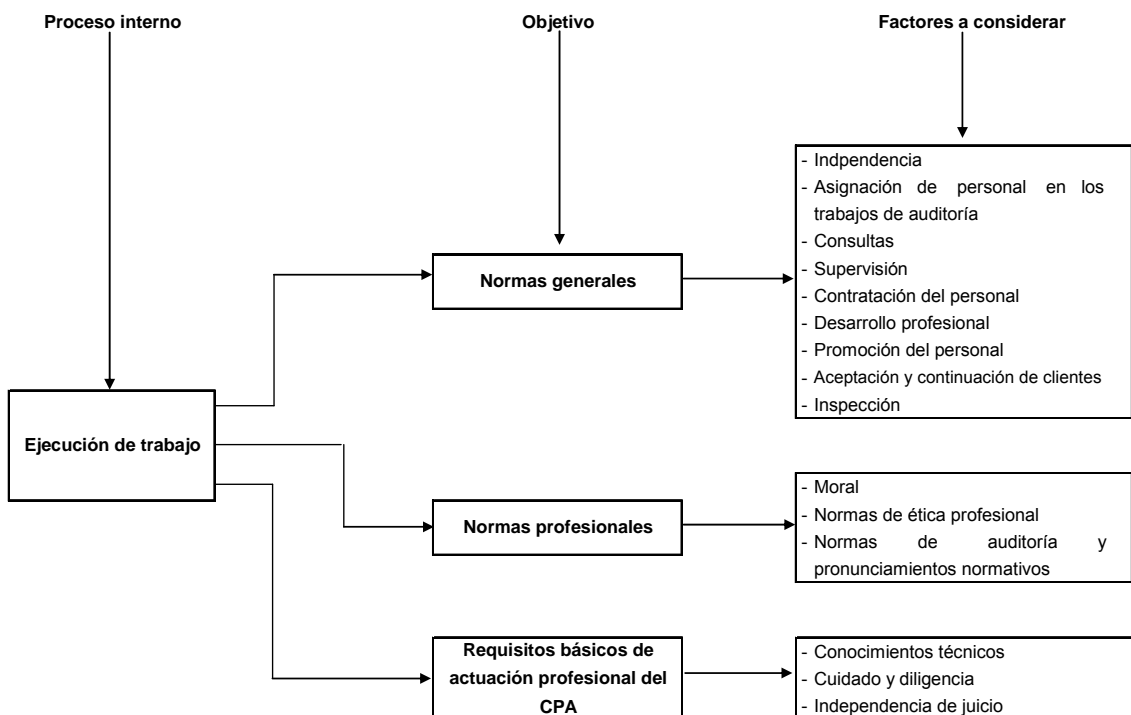 Proceso interno
Objetivo
Factores a considerar
- Indpendencia
- Asignación de personal en los
trabajos de auditoría
- Consultas
- Supervisión
- Contratación del personal
- Desarrollo profesional
- Promoción del personal
- Aceptación y continuación de clientes
- Inspección
Normas generales
Ejecución de trabajo
Normas profesionales
- Moral
- Normas de ética profesional
- Normas de auditoría y
pronunciamientos normativos
Requisitos básicos de
actuación profesional del
CPA
- Conocimientos técnicos
- Cuidado y diligencia
- Independencia de juicio